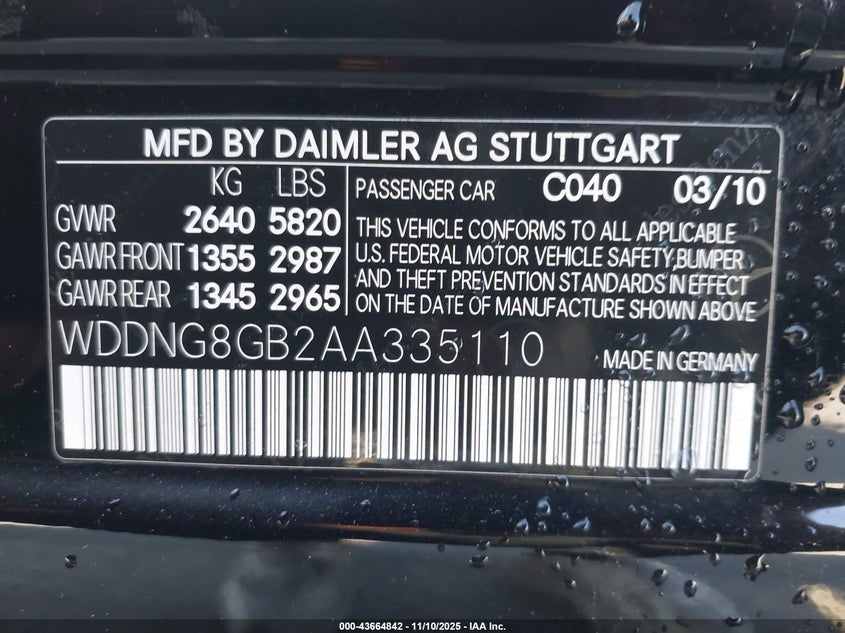 MFD BY DAIMLER AG STUTTGART
KG LBS
GVWR 2640 5820
GAWR FRONT 1355 2987
GAWR REAR 1345 2965
PASSENGER CAR C040 03/10
THIS VEHICLE CONFORMS TO ALL APPLICABLE
U.S. FEDERAL MOTOR VEHICLE SAFETY,BUMPER
AND THEFT PREVENTION STANDARDS IN EFFECT
ON THE DATE OF MANUFACTURE SHOWN ABOVE
WDDNG8GB2AA335110
MADE IN GERMANY
000-43664842 - 11/10/2025 - IAA Inc.